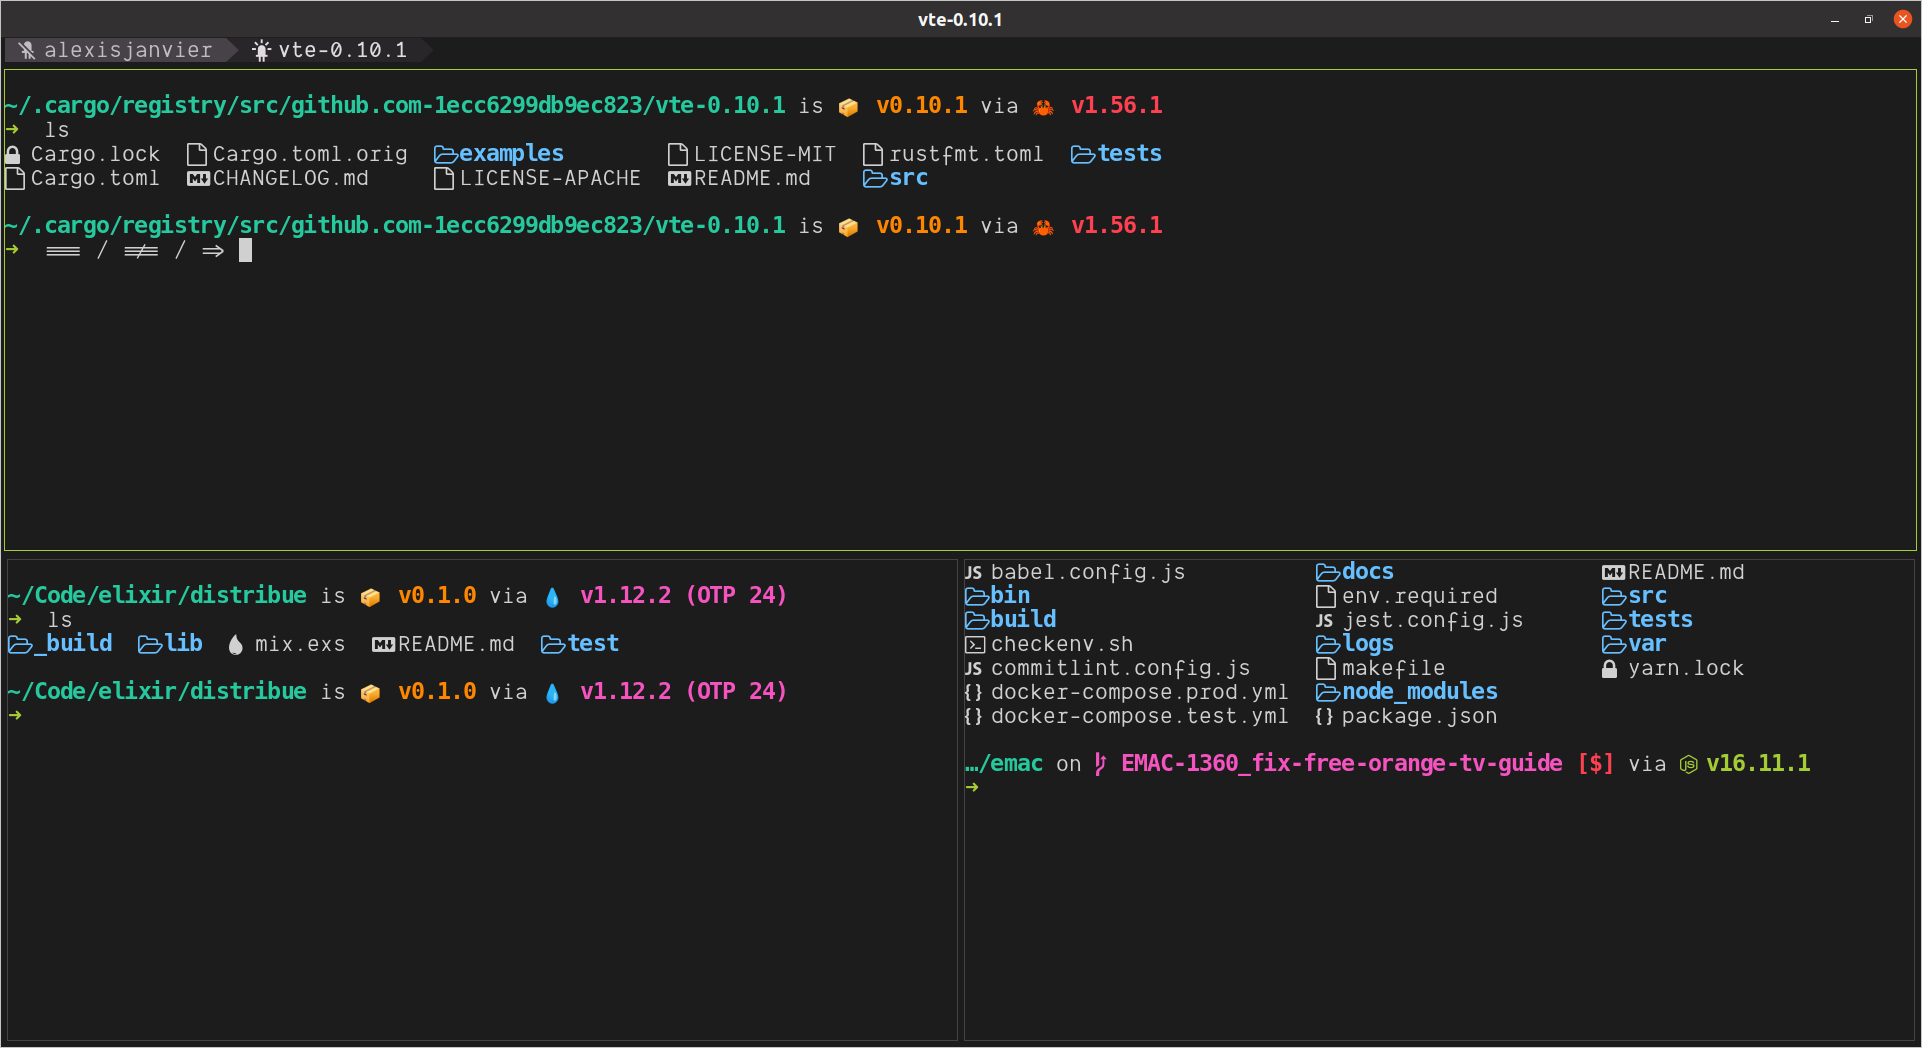 vte-0.10.1
alexisjanvier vte-0.10.1
~/.cargo/registry/src/github.com-1ecc6299db9ec823/vte-0.10.1 is 📦 v0.10.1 via 🦀 v1.56.1
➜ ls
Cargo.lock Cargo.toml.orig examples LICENSE-MIT rustfmt.toml tests
Cargo.toml CHANGELOG.md LICENSE-APACHE README.md src
~/.cargo/registry/src/github.com-1ecc6299db9ec823/vte-0.10.1 is 📦 v0.10.1 via 🦀 v1.56.1
➜ === / !== / =>
~/Code/elixir/distribue is 📦 v0.1.0 via 💧 v1.12.2 (OTP 24)
➜ ls
_build lib mix.exs README.md test
~/Code/elixir/distribue is 📦 v0.1.0 via 💧 v1.12.2 (OTP 24)
➜
JS babel.config.js docs README.md
bin env.required src
build JS jest.config.js tests
checkenv.sh logs var
JS commitlint.config.js makefile yarn.lock
{} docker-compose.prod.yml node_modules
{} docker-compose.test.yml {} package.json
…/emac on EMAC-1360_fix-free-orange-tv-guide [$] via v16.11.1
➜